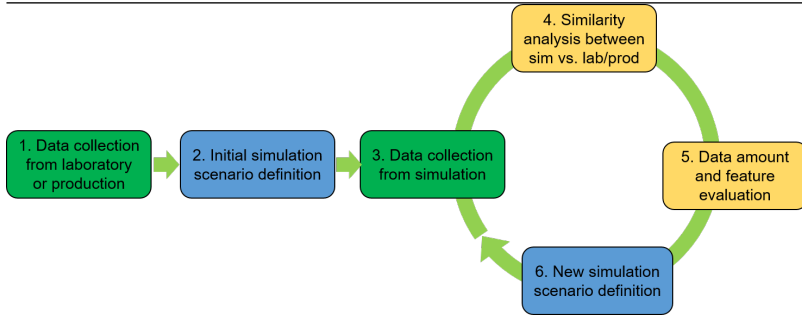 1. Data collection
from laboratory
or production
2. Initial simulation
scenario definition
3. Data collection
from simulation
4. Similarity
analysis between
sim vs. lab/prod
5. Data amount
and feature
evaluation
6. New simulation
scenario definition